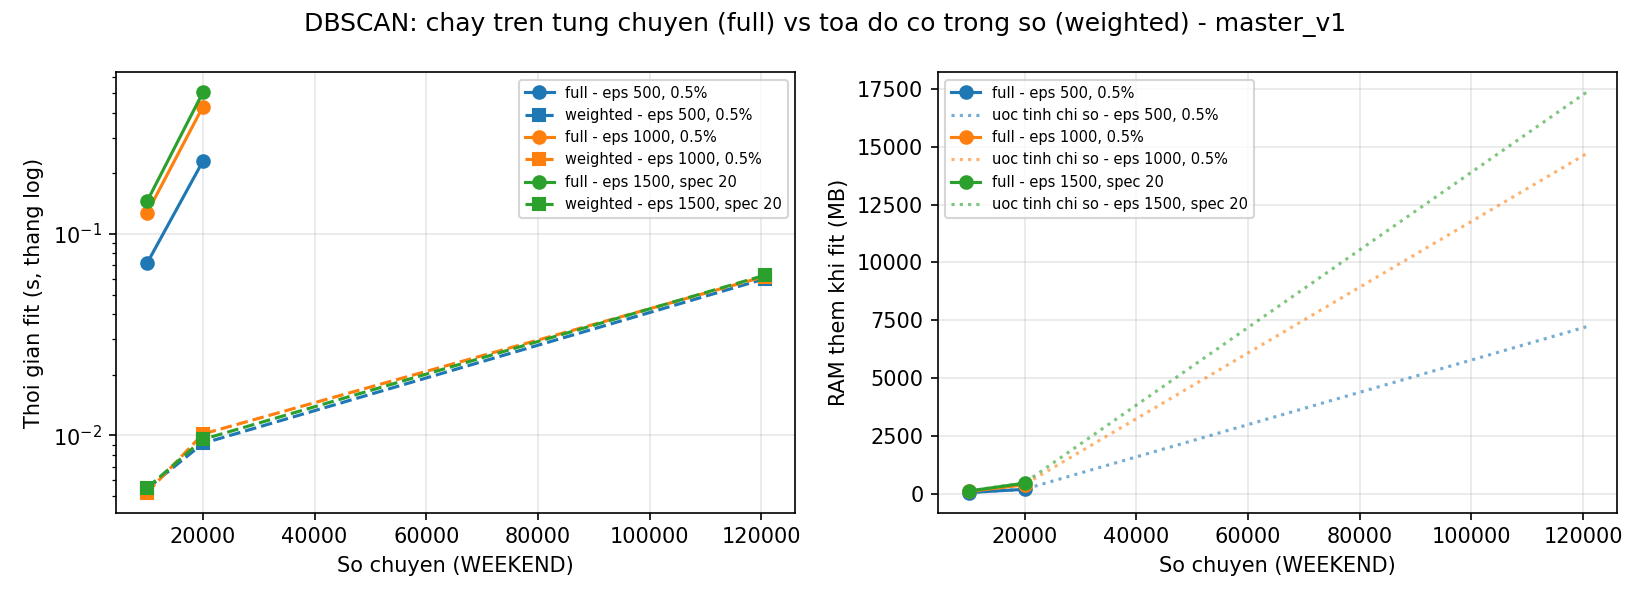 DBSCAN: chay tren tung chuyen (full) vs toa do co trong so (weighted) - master_v1
Thoi gian fit (s, thang log)
10⁻¹
10⁻²
full - eps 500, 0.5%
weighted - eps 500, 0.5%
full - eps 1000, 0.5%
weighted - eps 1000, 0.5%
full - eps 1500, spec 20
weighted - eps 1500, spec 20
20000 40000 60000 80000 100000 120000
So chuyen (WEEKEND)
RAM them khi fit (MB)
17500
15000
12500
10000
7500
5000
2500
0
full - eps 500, 0.5%
uoc tinh chi so - eps 500, 0.5%
full - eps 1000, 0.5%
uoc tinh chi so - eps 1000, 0.5%
full - eps 1500, spec 20
uoc tinh chi so - eps 1500, spec 20
20000 40000 60000 80000 100000 120000
So chuyen (WEEKEND)